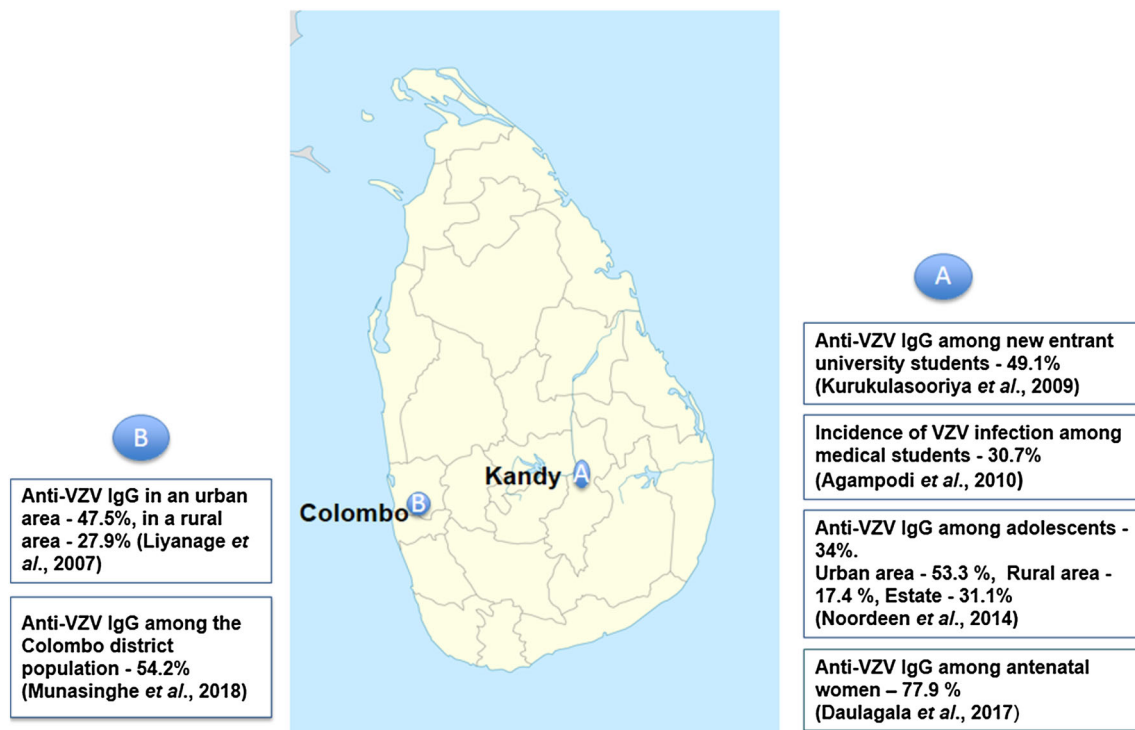 B
Anti-VZV IgG in an urban
area - 47.5%, in a rural
area - 27.9% (Liyanage et
al., 2007)
Anti-VZV IgG among the
Colombo district
population - 54.2%
(Munasinghe et al., 2018)
Kandy
A
Colombo
B
A
Anti-VZV IgG among new entrant
university students - 49.1%
(Kurukulasooriya et al., 2009)
Incidence of VZV infection among
medical students - 30.7%
(Agampodi et al., 2010)
Anti-VZV IgG among adolescents -
34%.
Urban area - 53.3 %, Rural area -
17.4 %, Estate - 31.1%
(Noordeen et al., 2014)
Anti-VZV IgG among antenatal
women – 77.9 %
(Daulagala et al., 2017)